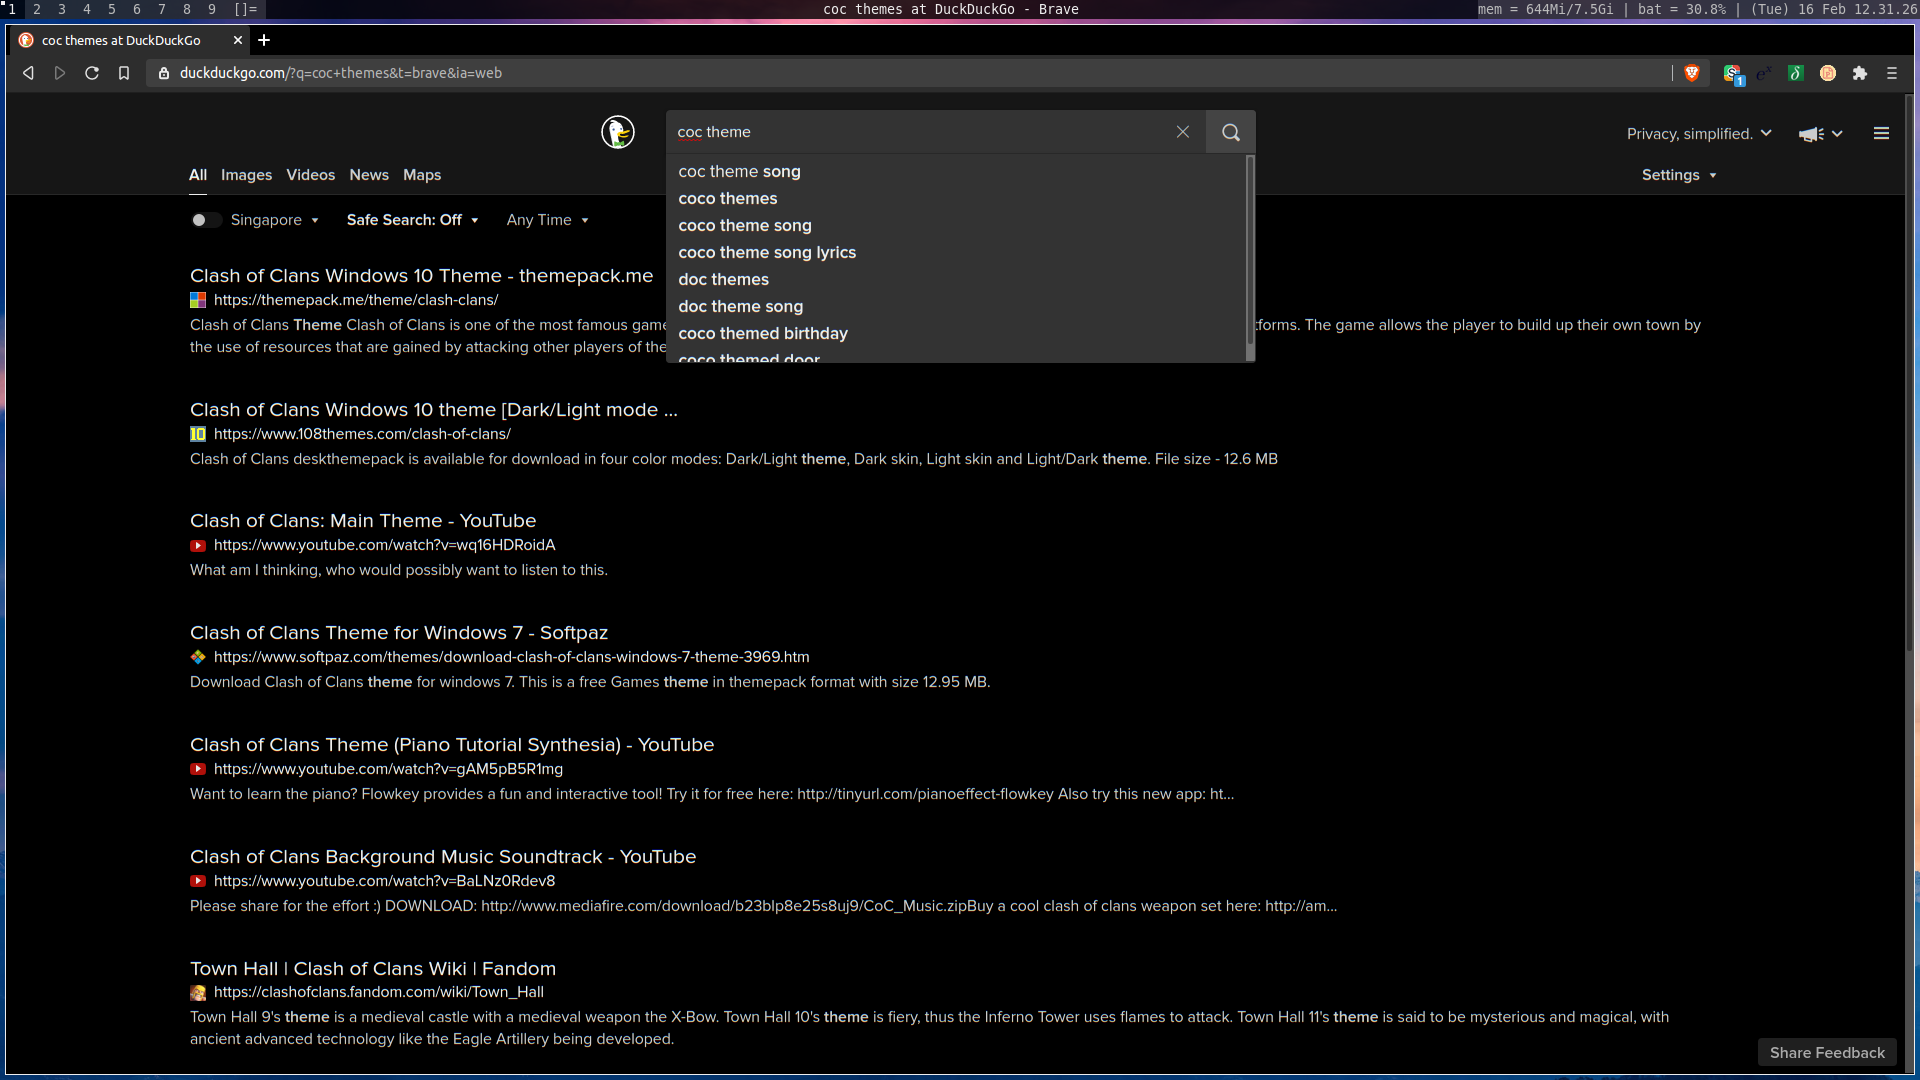 1 2 3 4 5 6 7 8 9 []= coc themes at DuckDuckGo - Brave mem = 644Mi/7.5Gi | bat = 30.8% | (Tue) 16 Feb 12.31.26
coc themes at DuckDuckGo
duckduckgo.com/?q=coc+themes&t=brave&ia=web
1
coc theme
Privacy, simplified.
All Images Videos News Maps
Settings
coc theme song
coco themes
coco theme song
coco theme song lyrics
doc themes
doc theme song
coco themed birthday
coco themed door
Singapore Safe Search: Off Any Time
Clash of Clans Windows 10 Theme - themepack.me
https://themepack.me/theme/clash-clans/
Clash of Clans Theme Clash of Clans is one of the most famous game forms. The game allows the player to build up their own town by
the use of resources that are gained by attacking other players of the
Clash of Clans Windows 10 theme [Dark/Light mode ...
https://www.108themes.com/clash-of-clans/
Clash of Clans deskthemepack is available for download in four color modes: Dark/Light theme, Dark skin, Light skin and Light/Dark theme. File size - 12.6 MB
Clash of Clans: Main Theme - YouTube
https://www.youtube.com/watch?v=wq16HDRoidA
What am I thinking, who would possibly want to listen to this.
Clash of Clans Theme for Windows 7 - Softpaz
https://www.softpaz.com/themes/download-clash-of-clans-windows-7-theme-3969.htm
Download Clash of Clans theme for windows 7. This is a free Games theme in themepack format with size 12.95 MB.
Clash of Clans Theme (Piano Tutorial Synthesia) - YouTube
https://www.youtube.com/watch?v=gAM5pB5R1mg
Want to learn the piano? Flowkey provides a fun and interactive tool! Try it for free here: http://tinyurl.com/pianoeffect-flowkey Also try this new app: ht...
Clash of Clans Background Music Soundtrack - YouTube
https://www.youtube.com/watch?v=BaLNz0Rdev8
Please share for the effort :) DOWNLOAD: http://www.mediafire.com/download/b23blp8e25s8uj9/CoC_Music.zipBuy a cool clash of clans weapon set here: http://am...
Town Hall | Clash of Clans Wiki | Fandom
https://clashofclans.fandom.com/wiki/Town_Hall
Town Hall 9's theme is a medieval castle with a medieval weapon the X-Bow. Town Hall 10's theme is fiery, thus the Inferno Tower uses flames to attack. Town Hall 11's theme is said to be mysterious and magical, with
ancient advanced technology like the Eagle Artillery being developed.
Share Feedback